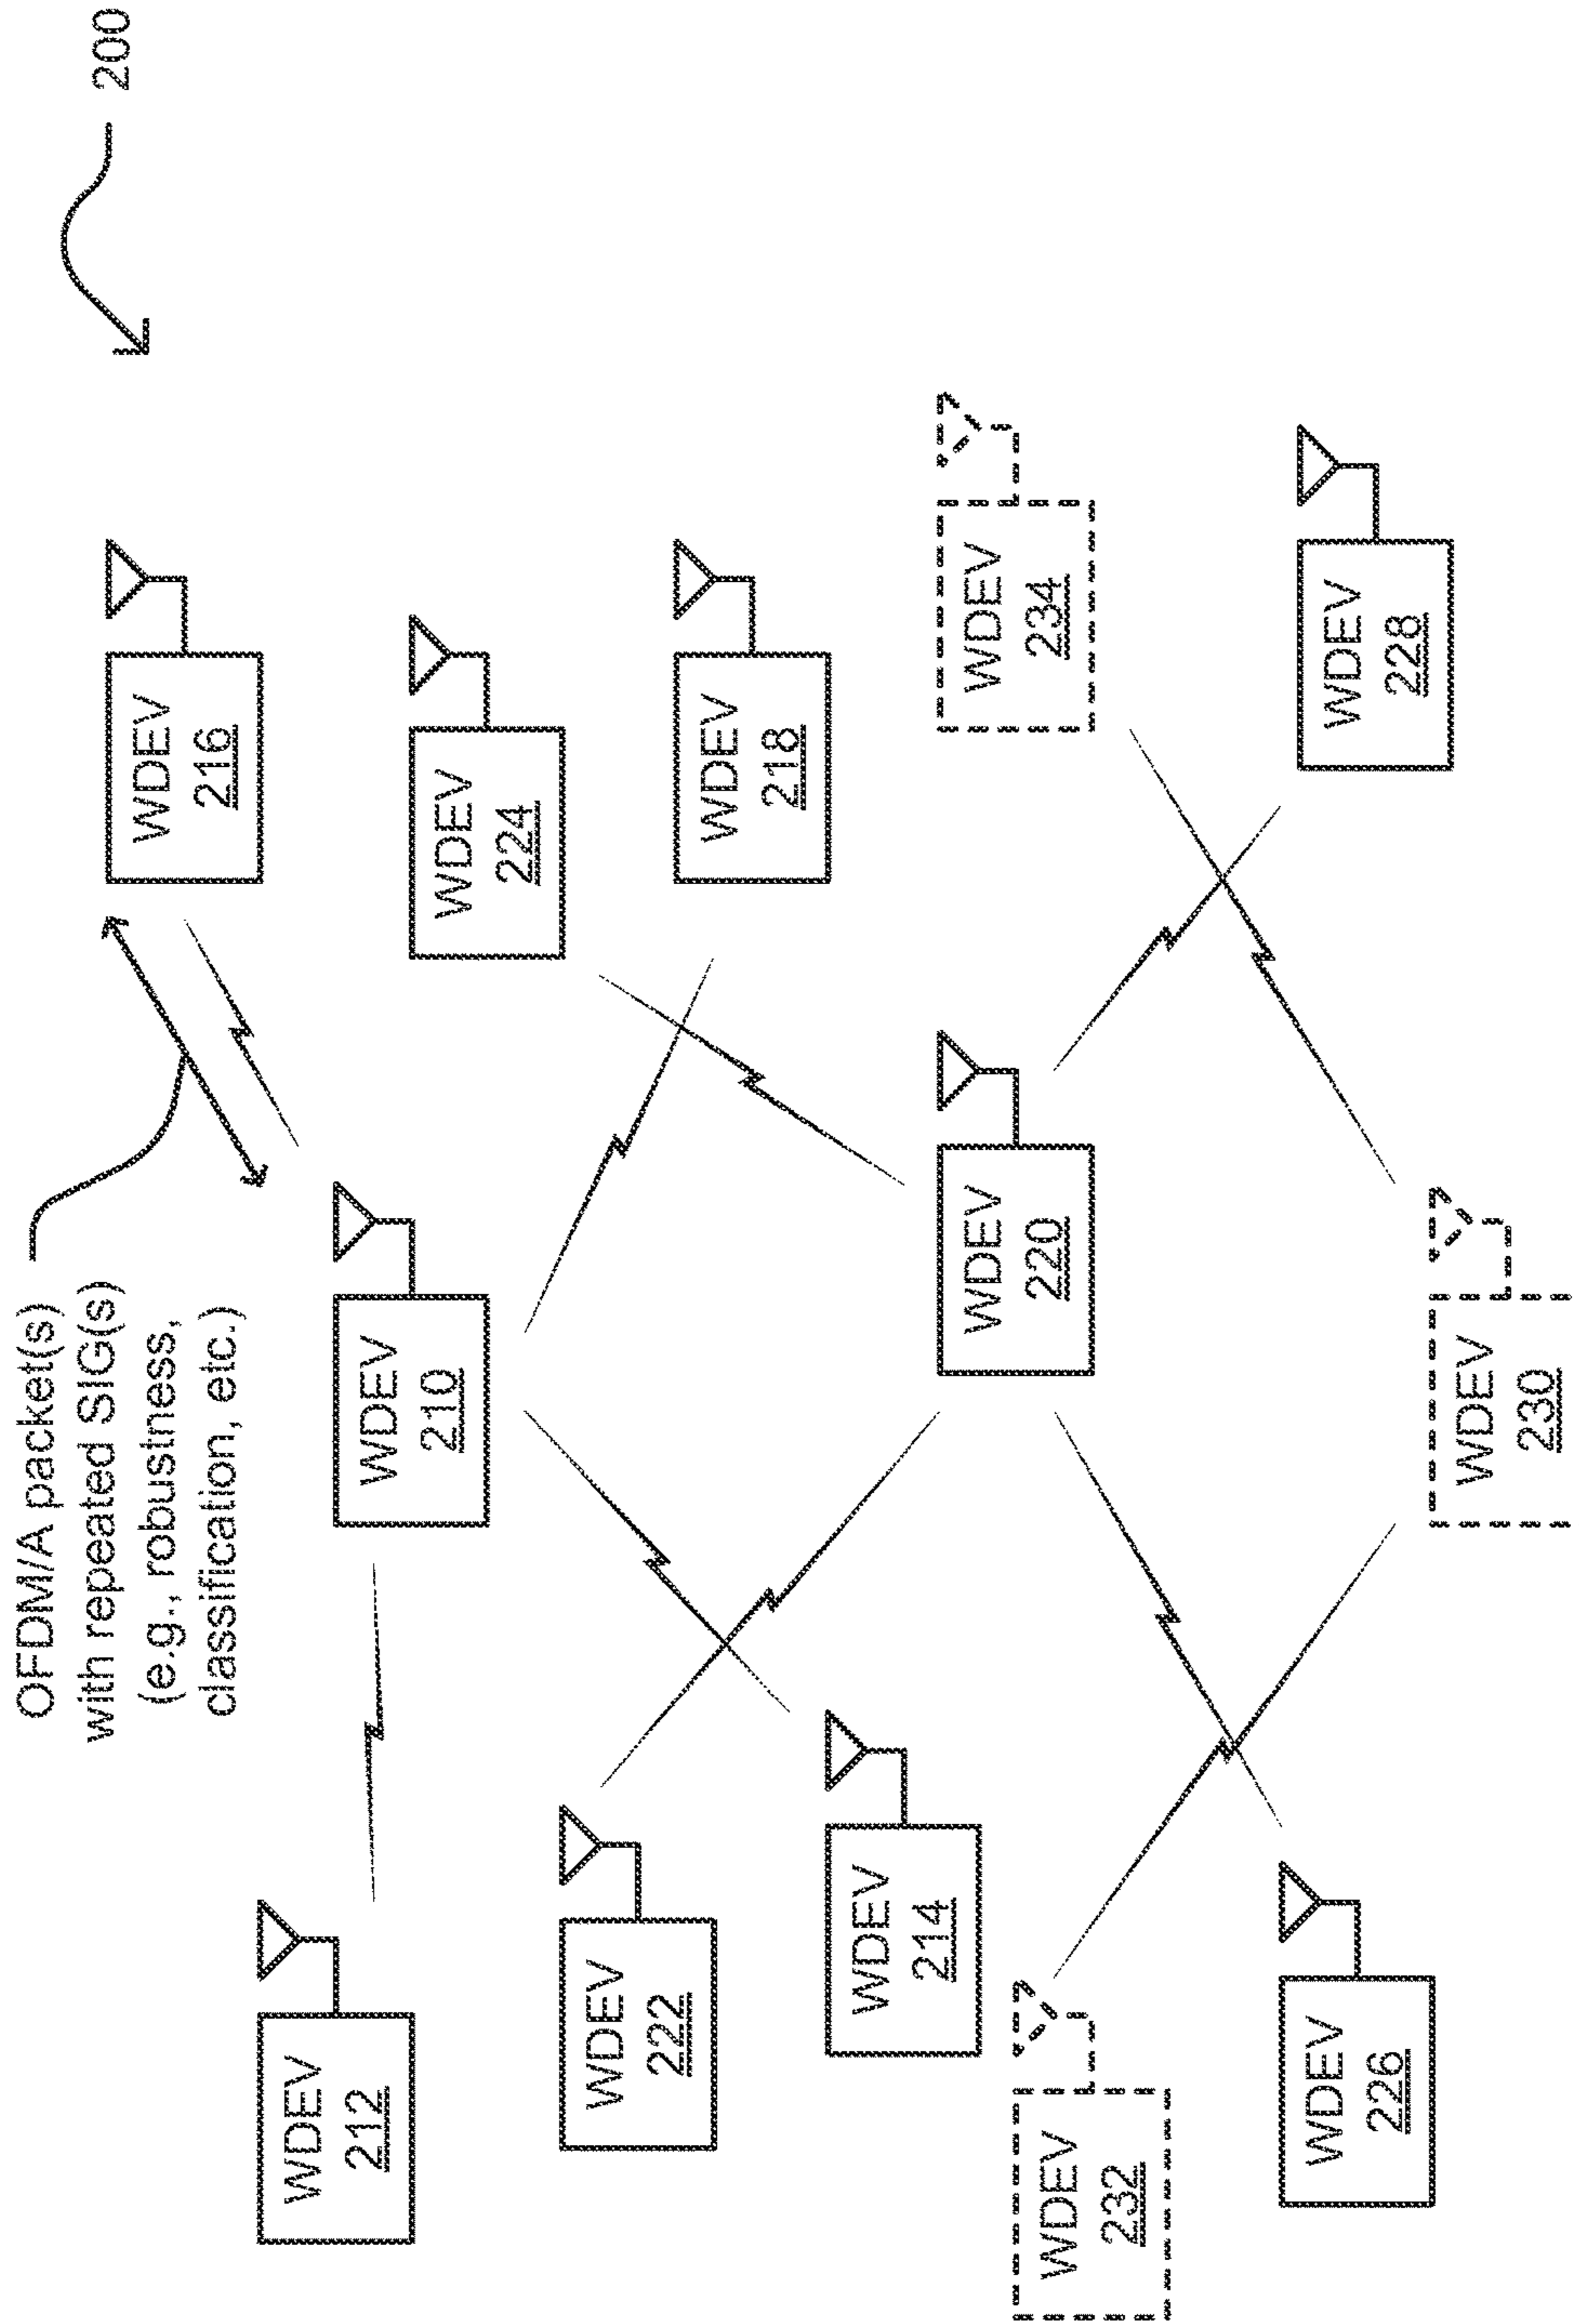 200
OFDM/A packet(s)
with repeated SIG(s)
(e.g., robustness,
classification, etc.)
WDEV
216
WDEV
210
WDEV
212
WDEV
224
WDEV
222
WDEV
218
WDEV
214
WDEV
220
WDEV
234
WDEV
232
WDEV
228
WDEV
226
WDEV
230